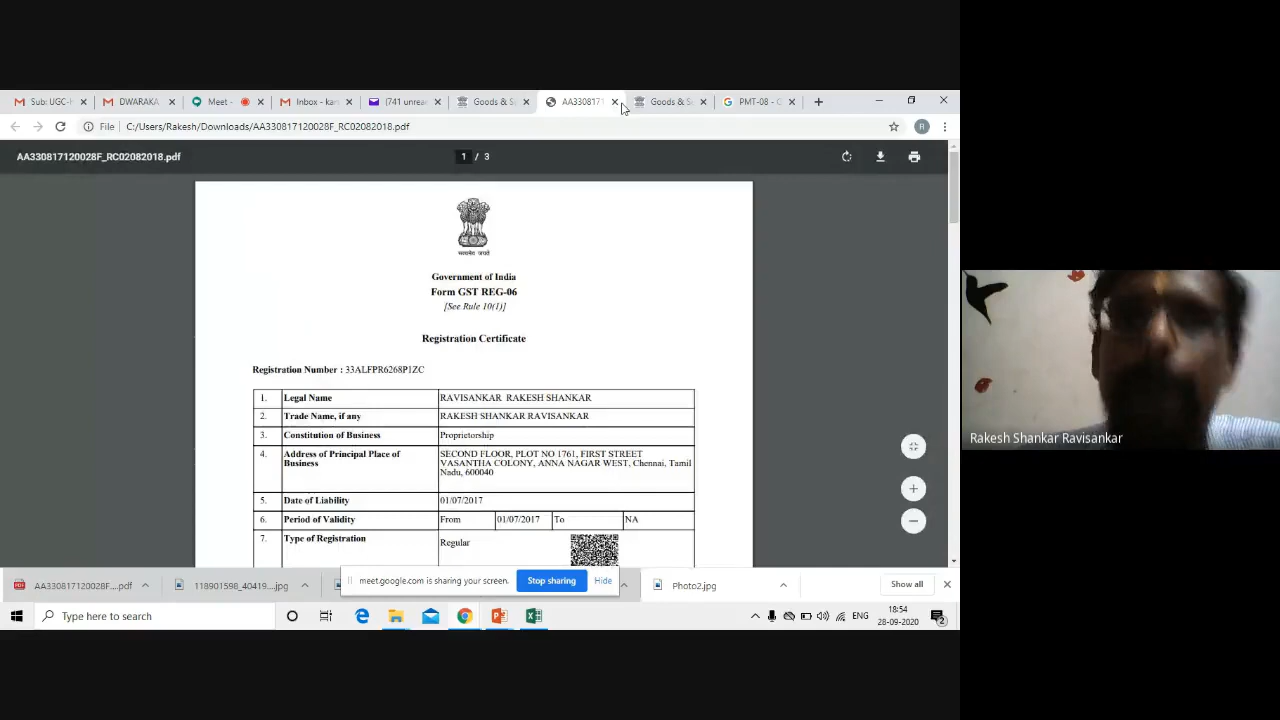 Sub: UGC-H
DWARAKA
Meet -
Inbox - kan
(741 unrea
Goods & Se
AA3308171
Goods & Se
PMT-08 - G
File
C:/Users/Rakesh/Downloads/AA330817120028F_RC02082018.pdf
R
AA330817120028F_RC02082018.pdf
1 / 3
सत्यमेव जयते
Government of India
Form GST REG-06
[See Rule 10(1)]
Registration Certificate
Registration Number : 33ALFPR6268P1ZC
1. Legal Name RAVISANKAR RAKESH SHANKAR
2. Trade Name, if any RAKESH SHANKAR RAVISANKAR
3. Constitution of Business Proprietorship
4. Address of Principal Place of Business SECOND FLOOR, PLOT NO 1761, FIRST STREET
VASANTHA COLONY, ANNA NAGAR WEST, Chennai, Tamil
Nadu, 600040
5. Date of Liability 01/07/2017
6. Period of Validity From 01/07/2017 To NA
7. Type of Registration Regular
Rakesh Shankar Ravisankar
AA330817120028F....pdf
118901598_40419....jpg
meet.google.com is sharing your screen.
Stop sharing
Hide
Photo2.jpg
Show all
Type here to search
ENG
18:54
28-09-2020
2